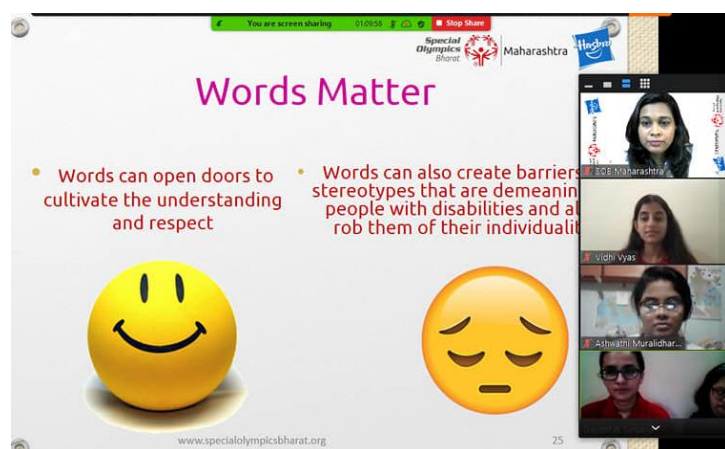 You are screen sharing 01:09:58 Stop Share
Special
Olympics
Bharat
Maharashtra
Hasbro
Words Matter
Words can open doors to
cultivate the understanding
and respect
Words can also create barriers
stereotypes that are demeanin
people with disabilities and al
rob them of their individualit
SOB Maharashtra
Vidhi Vyas
Ashwathi Muralidhar...
www.specialolympicsbharat.org
25